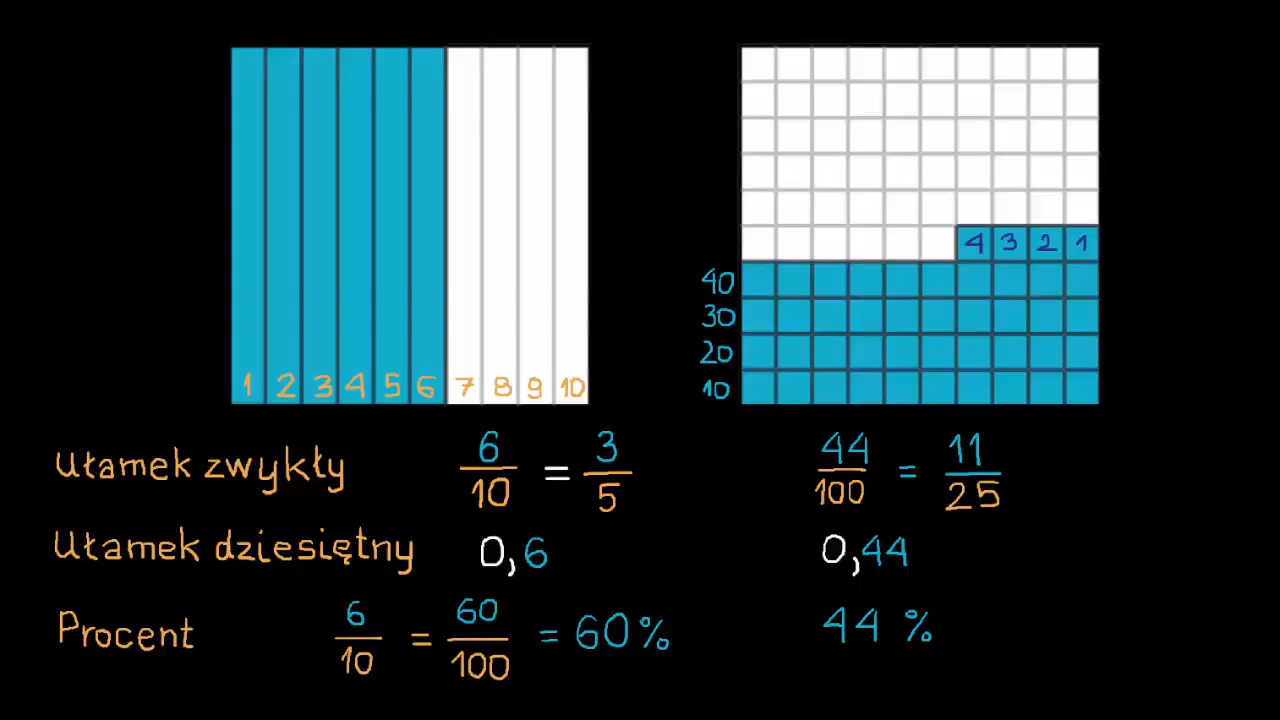 4 3 2 1
40
30
20
10
1 2 3 4 5 6 7 8 9 10
Ułamek zwykły 6/10 = 3/5 44/100 = 11/25
Ułamek dziesiętny 0,6 0,44
Procent 6/10 = 60/100 = 60% 44 %